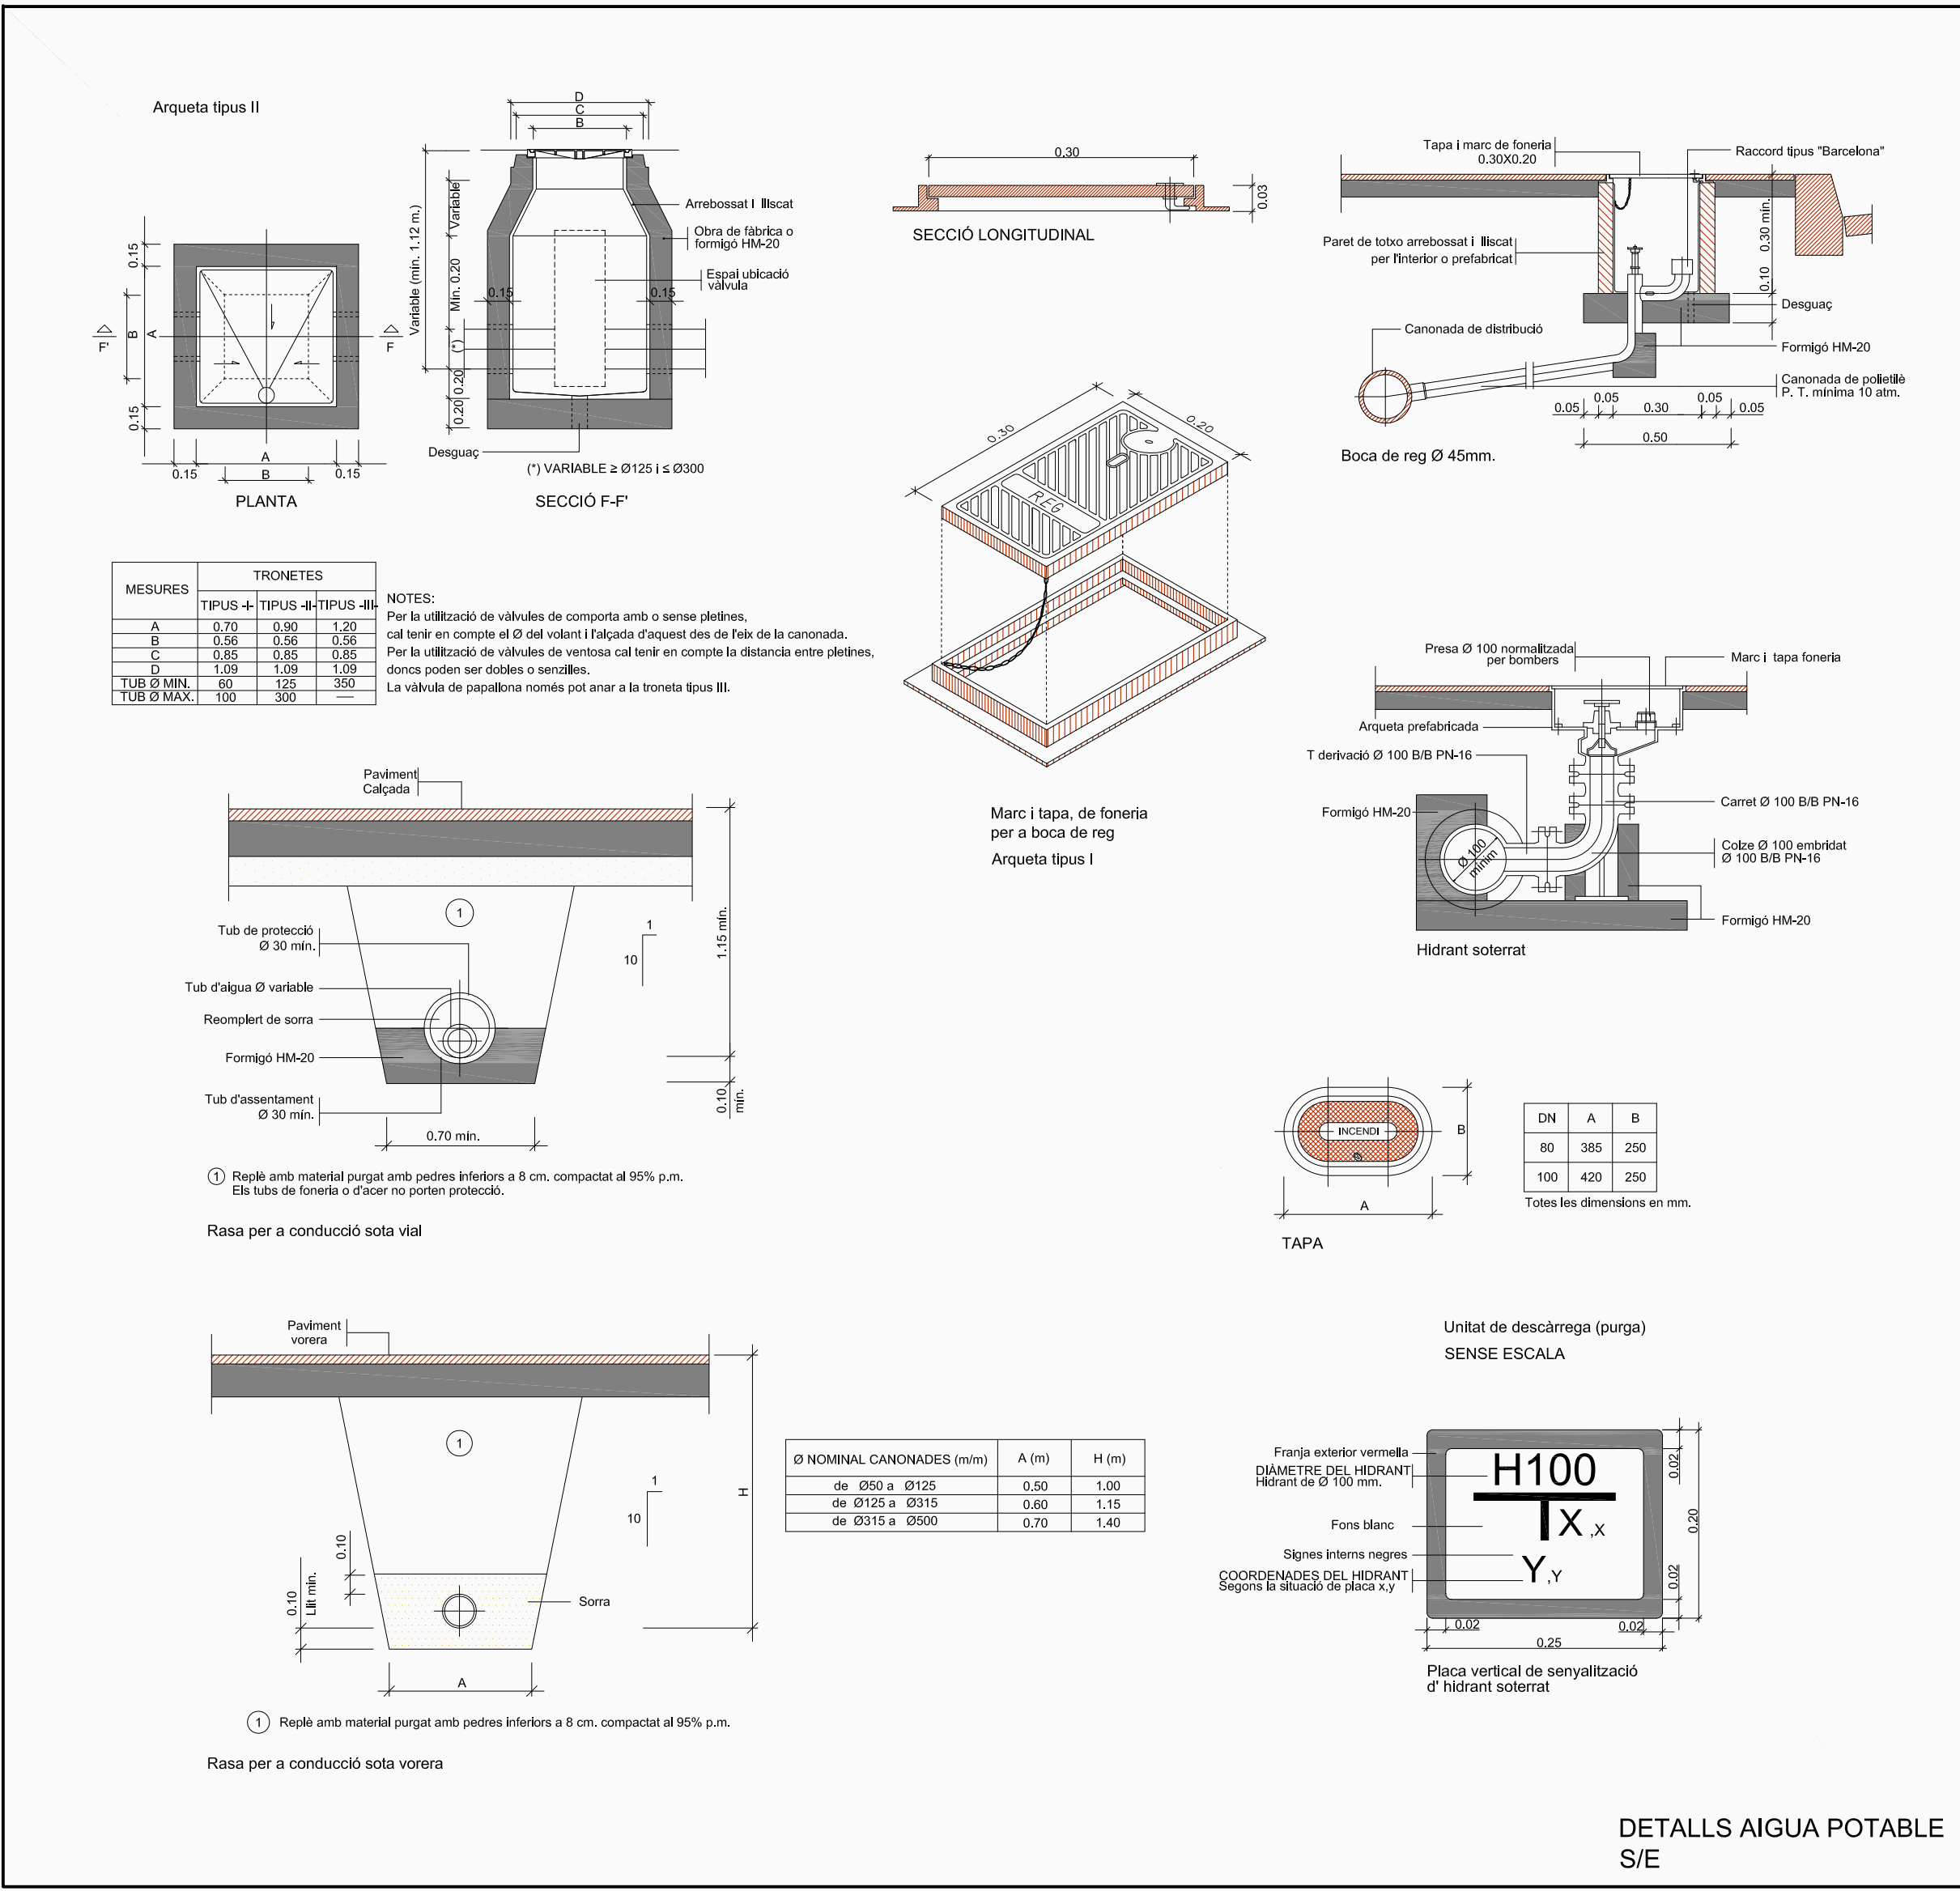 Arqueta tipus II
0.15
B
A
0.15
F'
F
A
0.15
B
0.15
PLANTA
D
C
B
Variable (mín. 1.12 m.)
Variable
Mín. 0.20
(*)
0.20
0.20
0.15
0.15
Arrebossat i lliscat
Obra de fàbrica o
formigó HM-20
Espai ubicació
vàlvula
Desguaç
(*) VARIABLE ≥ Ø125 i ≤ Ø300
SECCIÓ F-F'
0.30
0.03
SECCIÓ LONGITUDINAL
Tapa i marc de foneria
0.30X0.20
Raccord tipus "Barcelona"
Paret de totxo arrebossat i lliscat
per l'interior o prefabricat
0.30 mín.
0.10
Desguaç
Canonada de distribució
Formigó HM-20
Canonada de polietilè
P. T. mínima 10 atm.
0.05
0.05
0.30
0.05
0.05
0.50
Boca de reg Ø 45mm.
MESURES
TRONETES
TIPUS -I-
TIPUS -II-
TIPUS -III-
A 0.70 0.90 1.20
B 0.56 0.56 0.56
C 0.85 0.85 0.85
D 1.09 1.09 1.09
TUB Ø MIN. 60 125 350
TUB Ø MAX. 100 300 —
NOTES:
Per la utilització de vàlvules de comporta amb o sense pletines,
cal tenir en compte el Ø del volant i l'alçada d'aquest des de l'eix de la canonada.
Per la utilització de vàlvules de ventosa cal tenir en compte la distancia entre pletines,
doncs poden ser dobles o senzilles.
La vàlvula de papallona només pot anar a la troneta tipus III.
0.30
0.20
REG
Marc i tapa, de foneria
per a boca de reg
Arqueta tipus I
Presa Ø 100 normalitzada
per bombers
Marc i tapa foneria
Arqueta prefabricada
T derivació Ø 100 B/B PN-16
Formigó HM-20
Carret Ø 100 B/B PN-16
Ø 100
mínim
Colze Ø 100 embridat
Ø 100 B/B PN-16
Formigó HM-20
Hidrant soterrat
Paviment
Calçada
1
Tub de protecció
Ø 30 mín.
1
10
1.15 mín.
Tub d'aigua Ø variable
Reomplert de sorra
Formigó HM-20
Tub d'assentament
Ø 30 mín.
0.10
mín.
0.70 mín.
1 Replè amb material purgat amb pedres inferiors a 8 cm. compactat al 95% p.m.
Els tubs de foneria o d'acer no porten protecció.
Rasa per a conducció sota vial
INCENDI
B
A
TAPA
DN A B
80 385 250
100 420 250
Totes les dimensions en mm.
Paviment
vorera
1
1
10
H
0.10
0.10
Llit mín.
Sorra
A
1 Replè amb material purgat amb pedres inferiors a 8 cm. compactat al 95% p.m.
Rasa per a conducció sota vorera
Ø NOMINAL CANONADES (m/m) A (m) H (m)
de Ø50 a Ø125 0.50 1.00
de Ø125 a Ø315 0.60 1.15
de Ø315 a Ø500 0.70 1.40
Unitat de descàrrega (purga)
SENSE ESCALA
Franja exterior vermella
DIÀMETRE DEL HIDRANT
Hidrant de Ø 100 mm.
Fons blanc
Signes interns negres
COORDENADES DEL HIDRANT
Segons la situació de placa x,y
H100
TX,X
Y,Y
0.02
0.20
0.02
0.02
0.02
0.25
Placa vertical de senyalització
d' hidrant soterrat
DETALLS AIGUA POTABLE
S/E